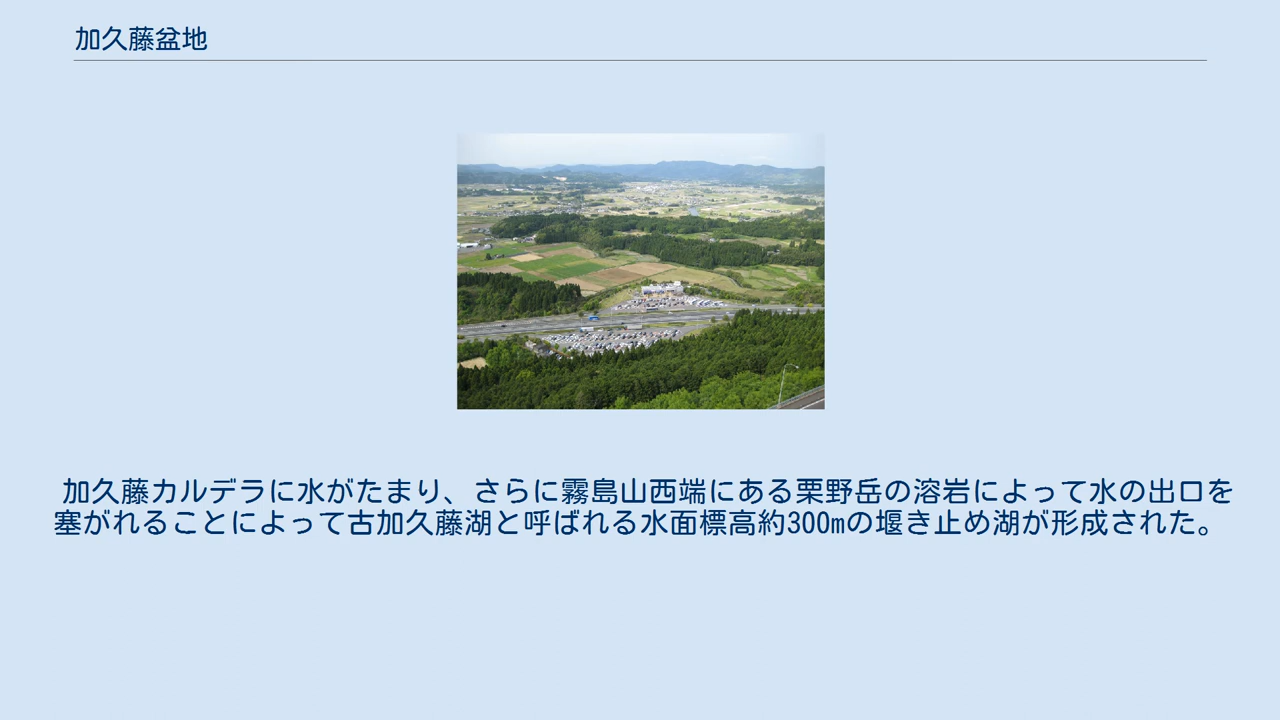 加久藤盆地
加久藤カルデラに水がたまり、さらに霧島山西端にある栗野岳の溶岩によって水の出口を
塞がれることによって古加久藤湖と呼ばれる水面標高約300mの堰き止め湖が形成された。